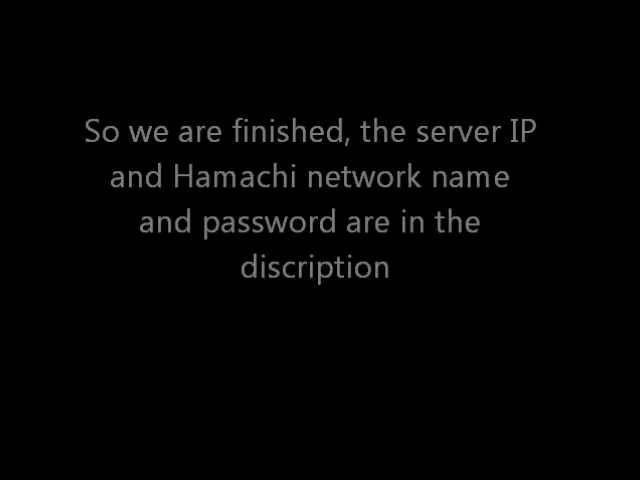 So we are finished, the server IP
and Hamachi network name
and password are in the
discription